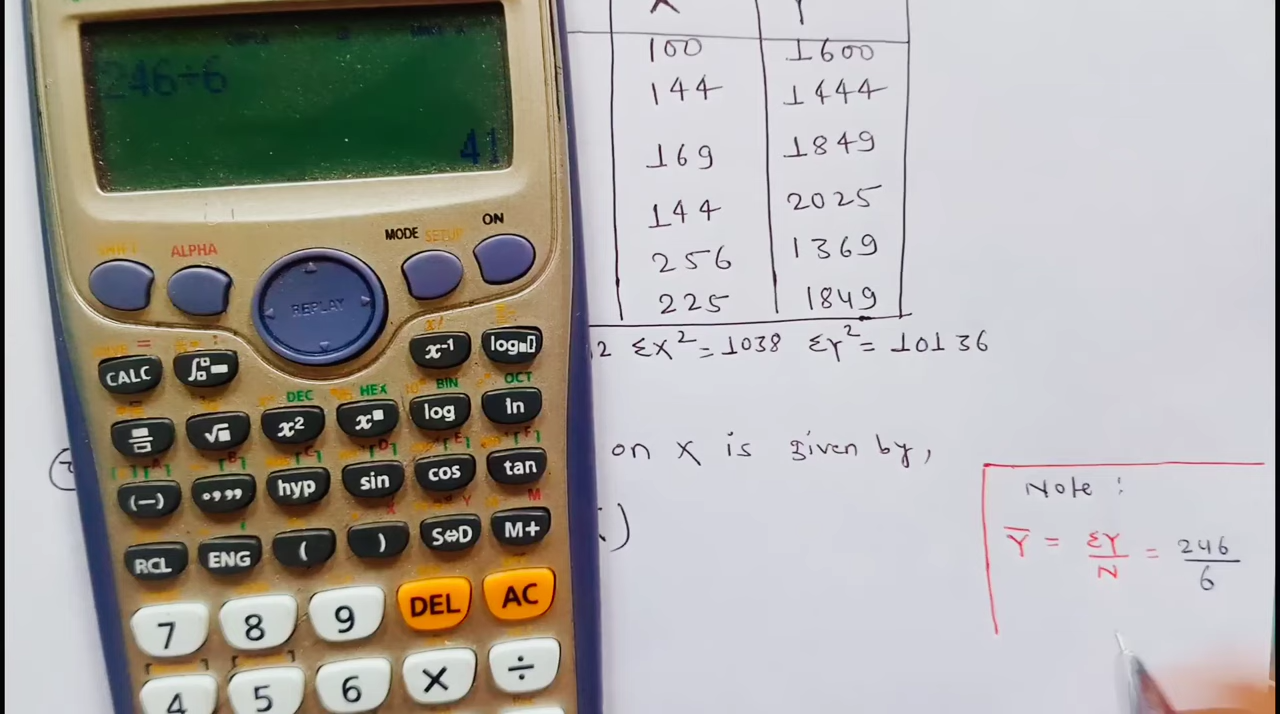 X Y
246÷6
41
100 1600
144 1444
169 1849
144 2025
256 1369
225 1849
12 ΣX²=1038 ΣY²=10136
on X is given by,
Note :
Y̅ = ΣY/N = 246/6
SHIFT ALPHA MODE SETUP ON
REPLAY
SOLVE =
CALC ∫ x⁻¹ log
DEC HEX BIN OCT
√ x² x log ln
A B C D E F
(−) °,,, hyp sin cos tan
X Y M
RCL ENG ( ) S⇔D M+
7 8 9 DEL AC
4 5 6 × ÷